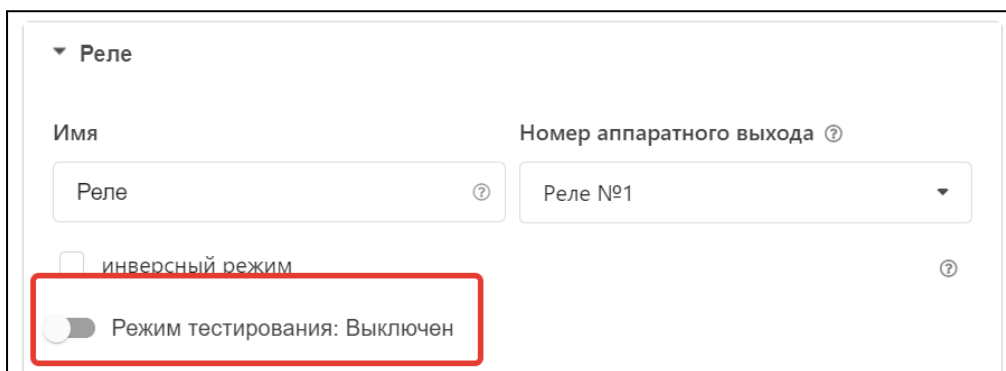 Реле
Имя
Номер аппаратного выхода ?
Реле ?
Реле №1
инверсный режим ?
Режим тестирования: Выключен